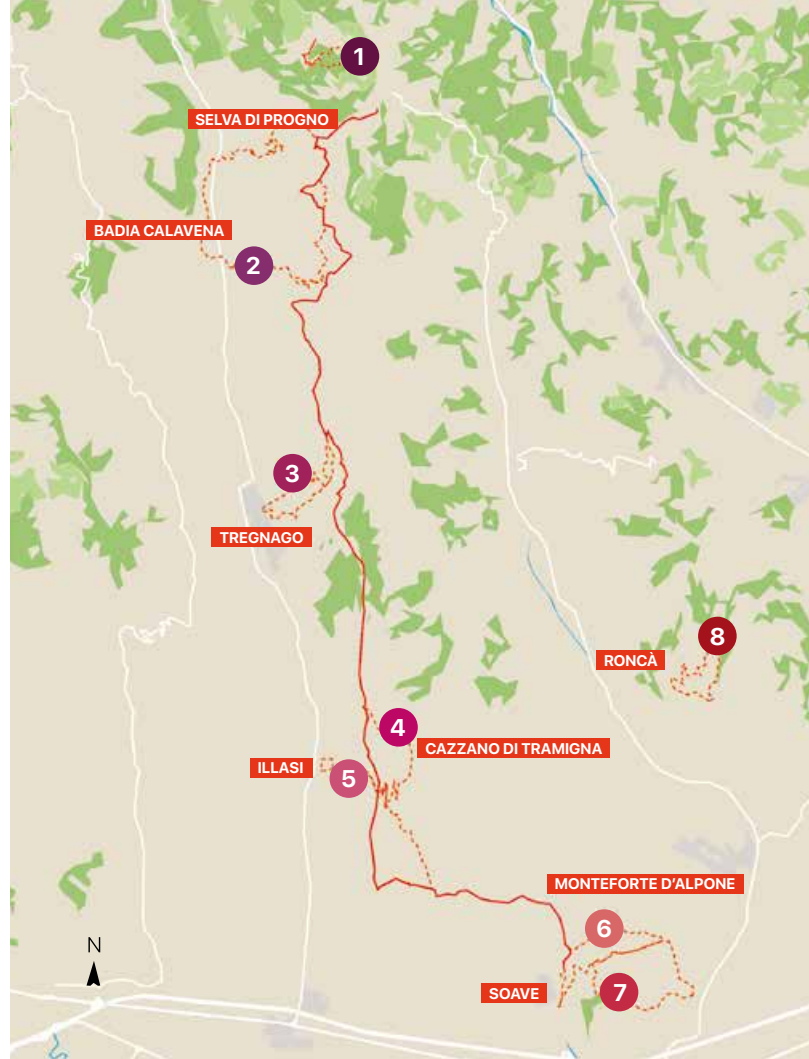 1
SELVA DI PROGNO
BADIA CALAVENA
2
3
TREGNAGO
8
RONCÀ
4
CAZZANO DI TRAMIGNA
ILLASI
5
MONTEFORTE D'ALPONE
6
N
SOAVE
7